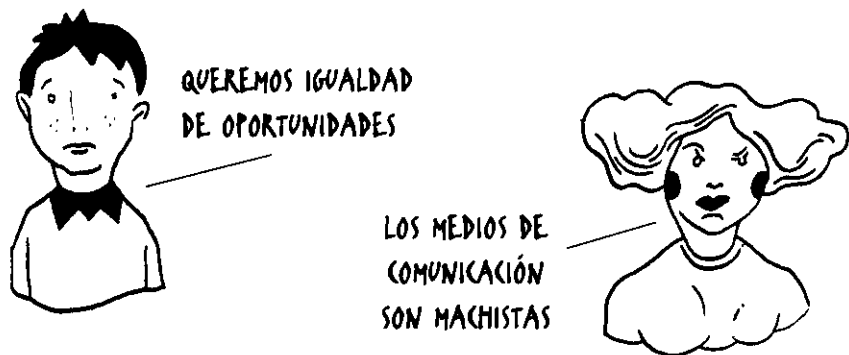 QUEREMOS IGUALDAD
DE OPORTUNIDADES
LOS MEDIOS DE
COMUNICACIÓN
SON MACHISTAS